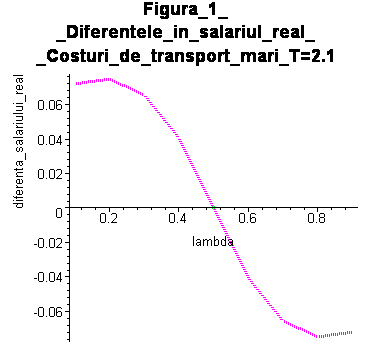 Figura_1_
_Diferentele_in_salariul_real_
_Costuri_de_transport_mari_T=2.1
diferenta_salariului_real
0.06
0.04
0.02
0
0.2
0.4
0.6
0.8
lambda
-0.02
-0.04
-0.06